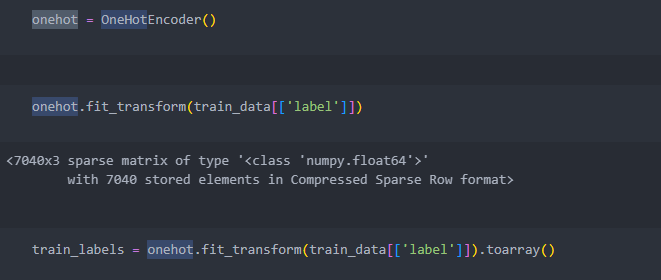 onehot = OneHotEncoder()
onehot.fit_transform(train_data[['label']])
<7040x3 sparse matrix of type '<class 'numpy.float64'>'
with 7040 stored elements in Compressed Sparse Row format>
train_labels = onehot.fit_transform(train_data[['label']]).toarray()